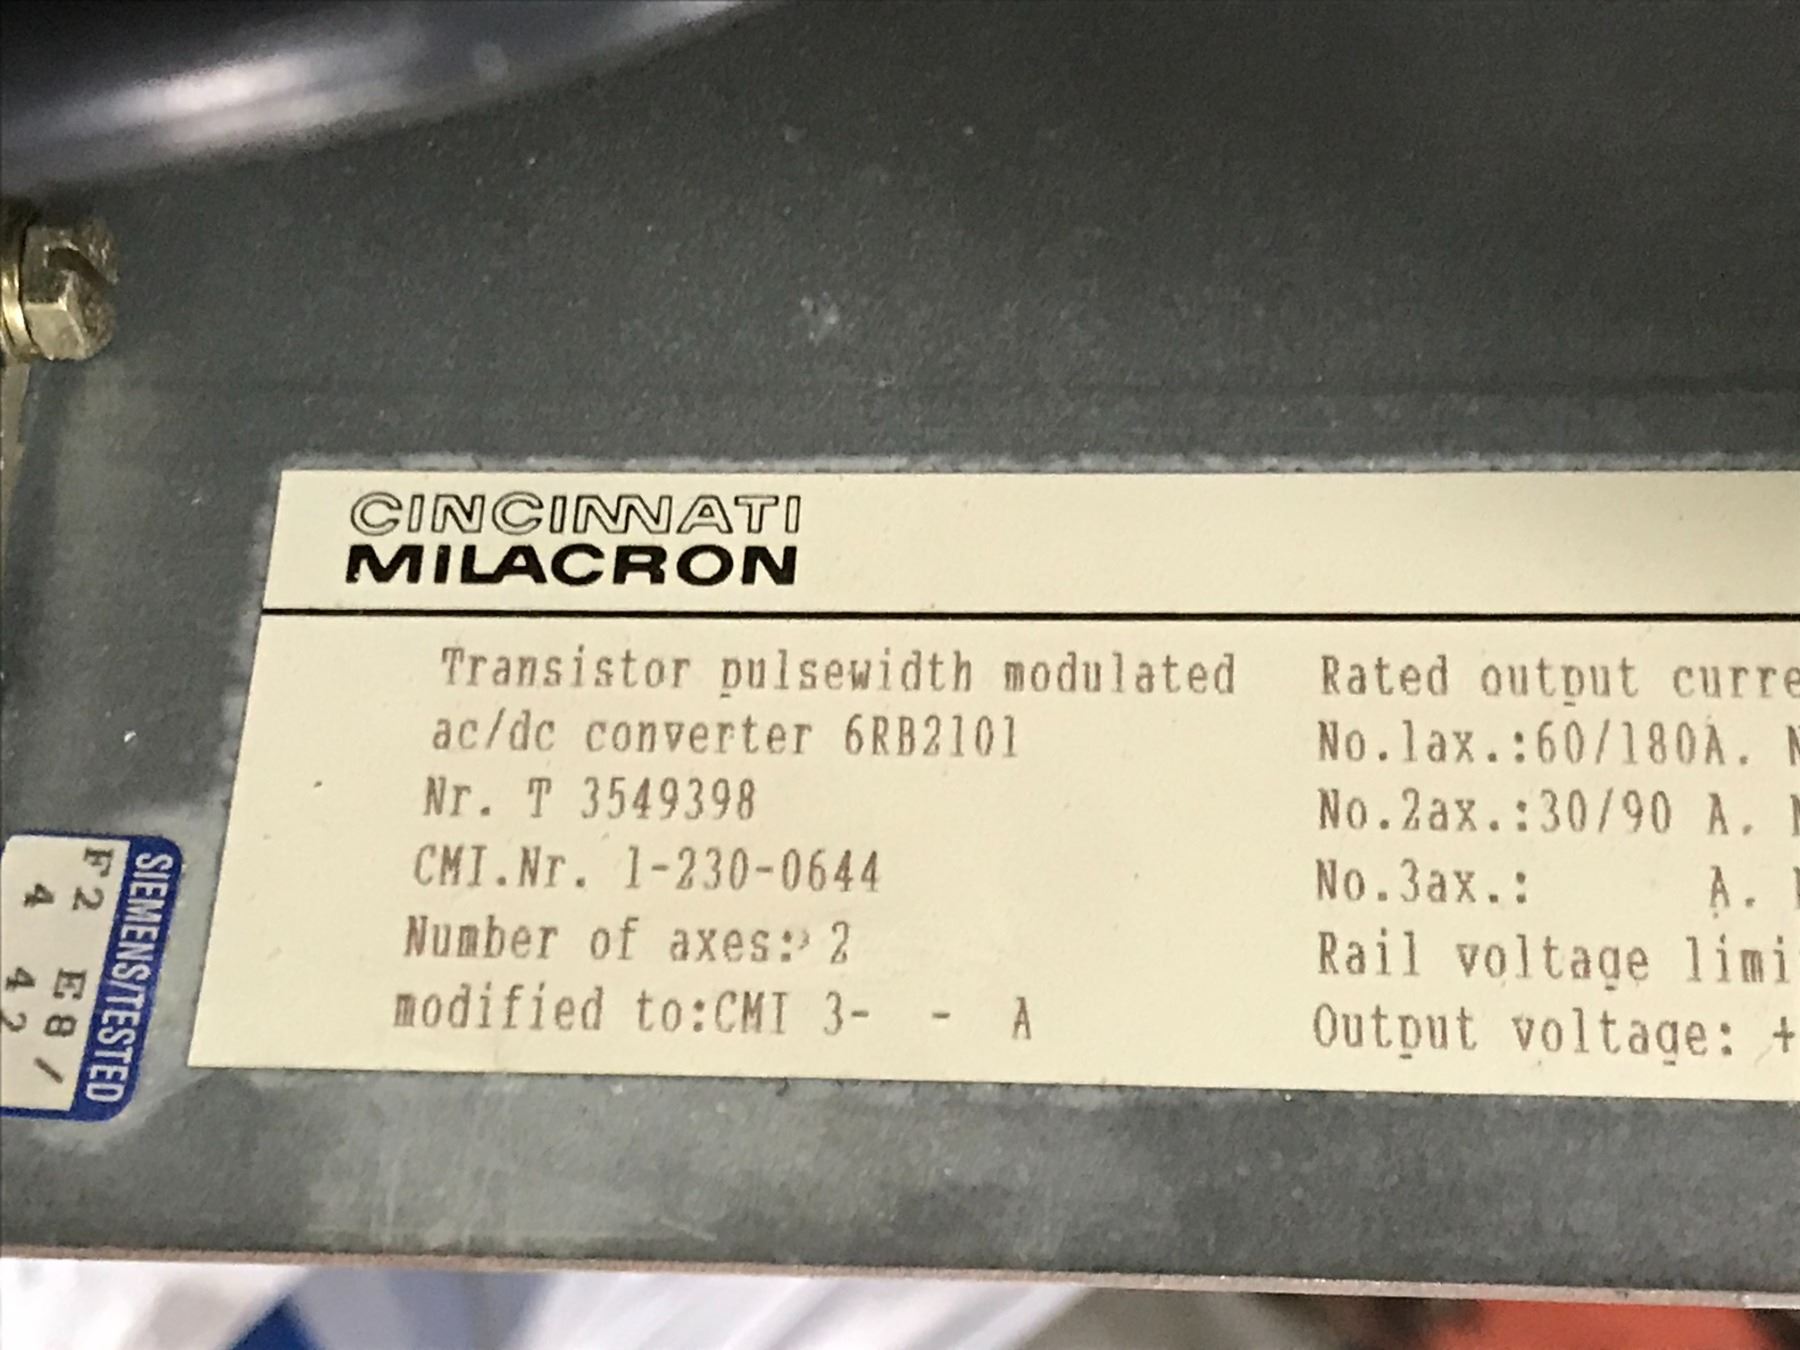 CINCINNATI
MILACRON
Transistor pulsewidth modulated
ac/dc converter 6RB2101
Nr. T 3549398
CMI.Nr. 1-230-0644
Number of axes: 2
modified to:CMI 3-   -   A
Rated output curre
No.1ax.:60/180A. N
No.2ax.:30/90 A.
No.3ax.:      A.
Rail voltage limi
Output voltage: +
SIEMENS/TESTED
F2 E8/
4 42